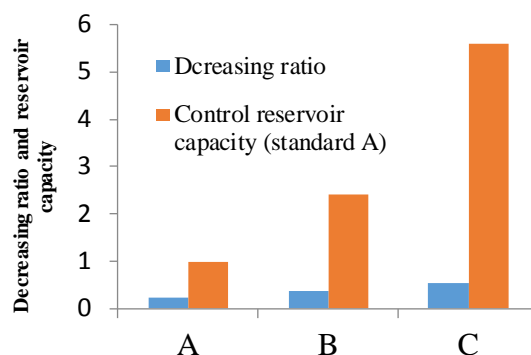 Decreasing ratio and reservoir
capacity
6
5
4
3
2
1
0
Dcreasing ratio
Control reservoir
capacity (standard A)
A B C